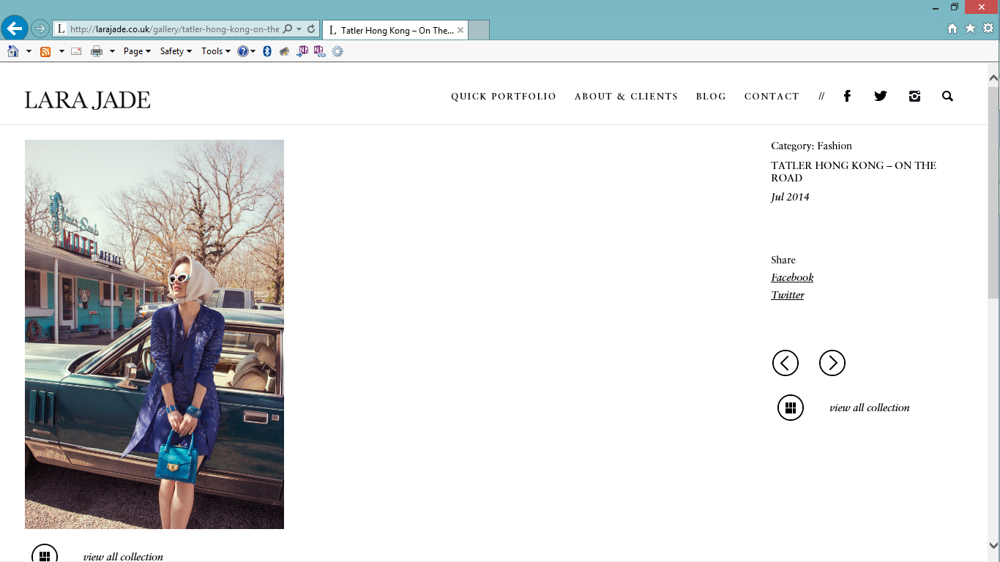 http://larajade.co.uk/gallery/tatler-hong-kong-on-the
L Tatler Hong Kong – On The...
Page
Safety
Tools
LARA JADE
QUICK PORTFOLIO ABOUT & CLIENTS BLOG CONTACT //
Category: Fashion
TATLER HONG KONG – ON THE
ROAD
Jul 2014
MOTEL
OFFICE
Share
Facebook
Twitter
view all collection
view all collection